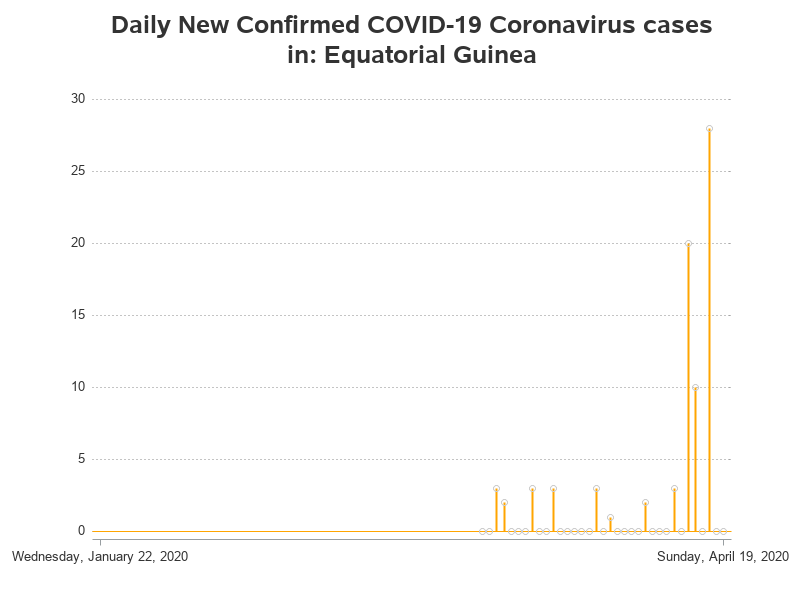 Daily New Confirmed COVID-19 Coronavirus cases
in: Equatorial Guinea
30
25
20
15
10
5
0
Wednesday, January 22, 2020
Sunday, April 19, 2020